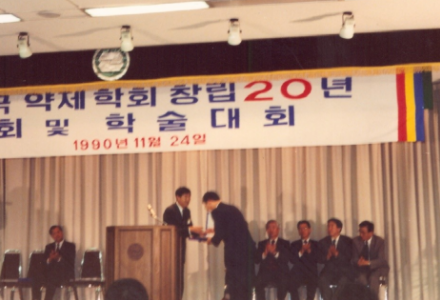 국 약제학회 창립 20년
회 및 학술대회
1990년 11월 24일